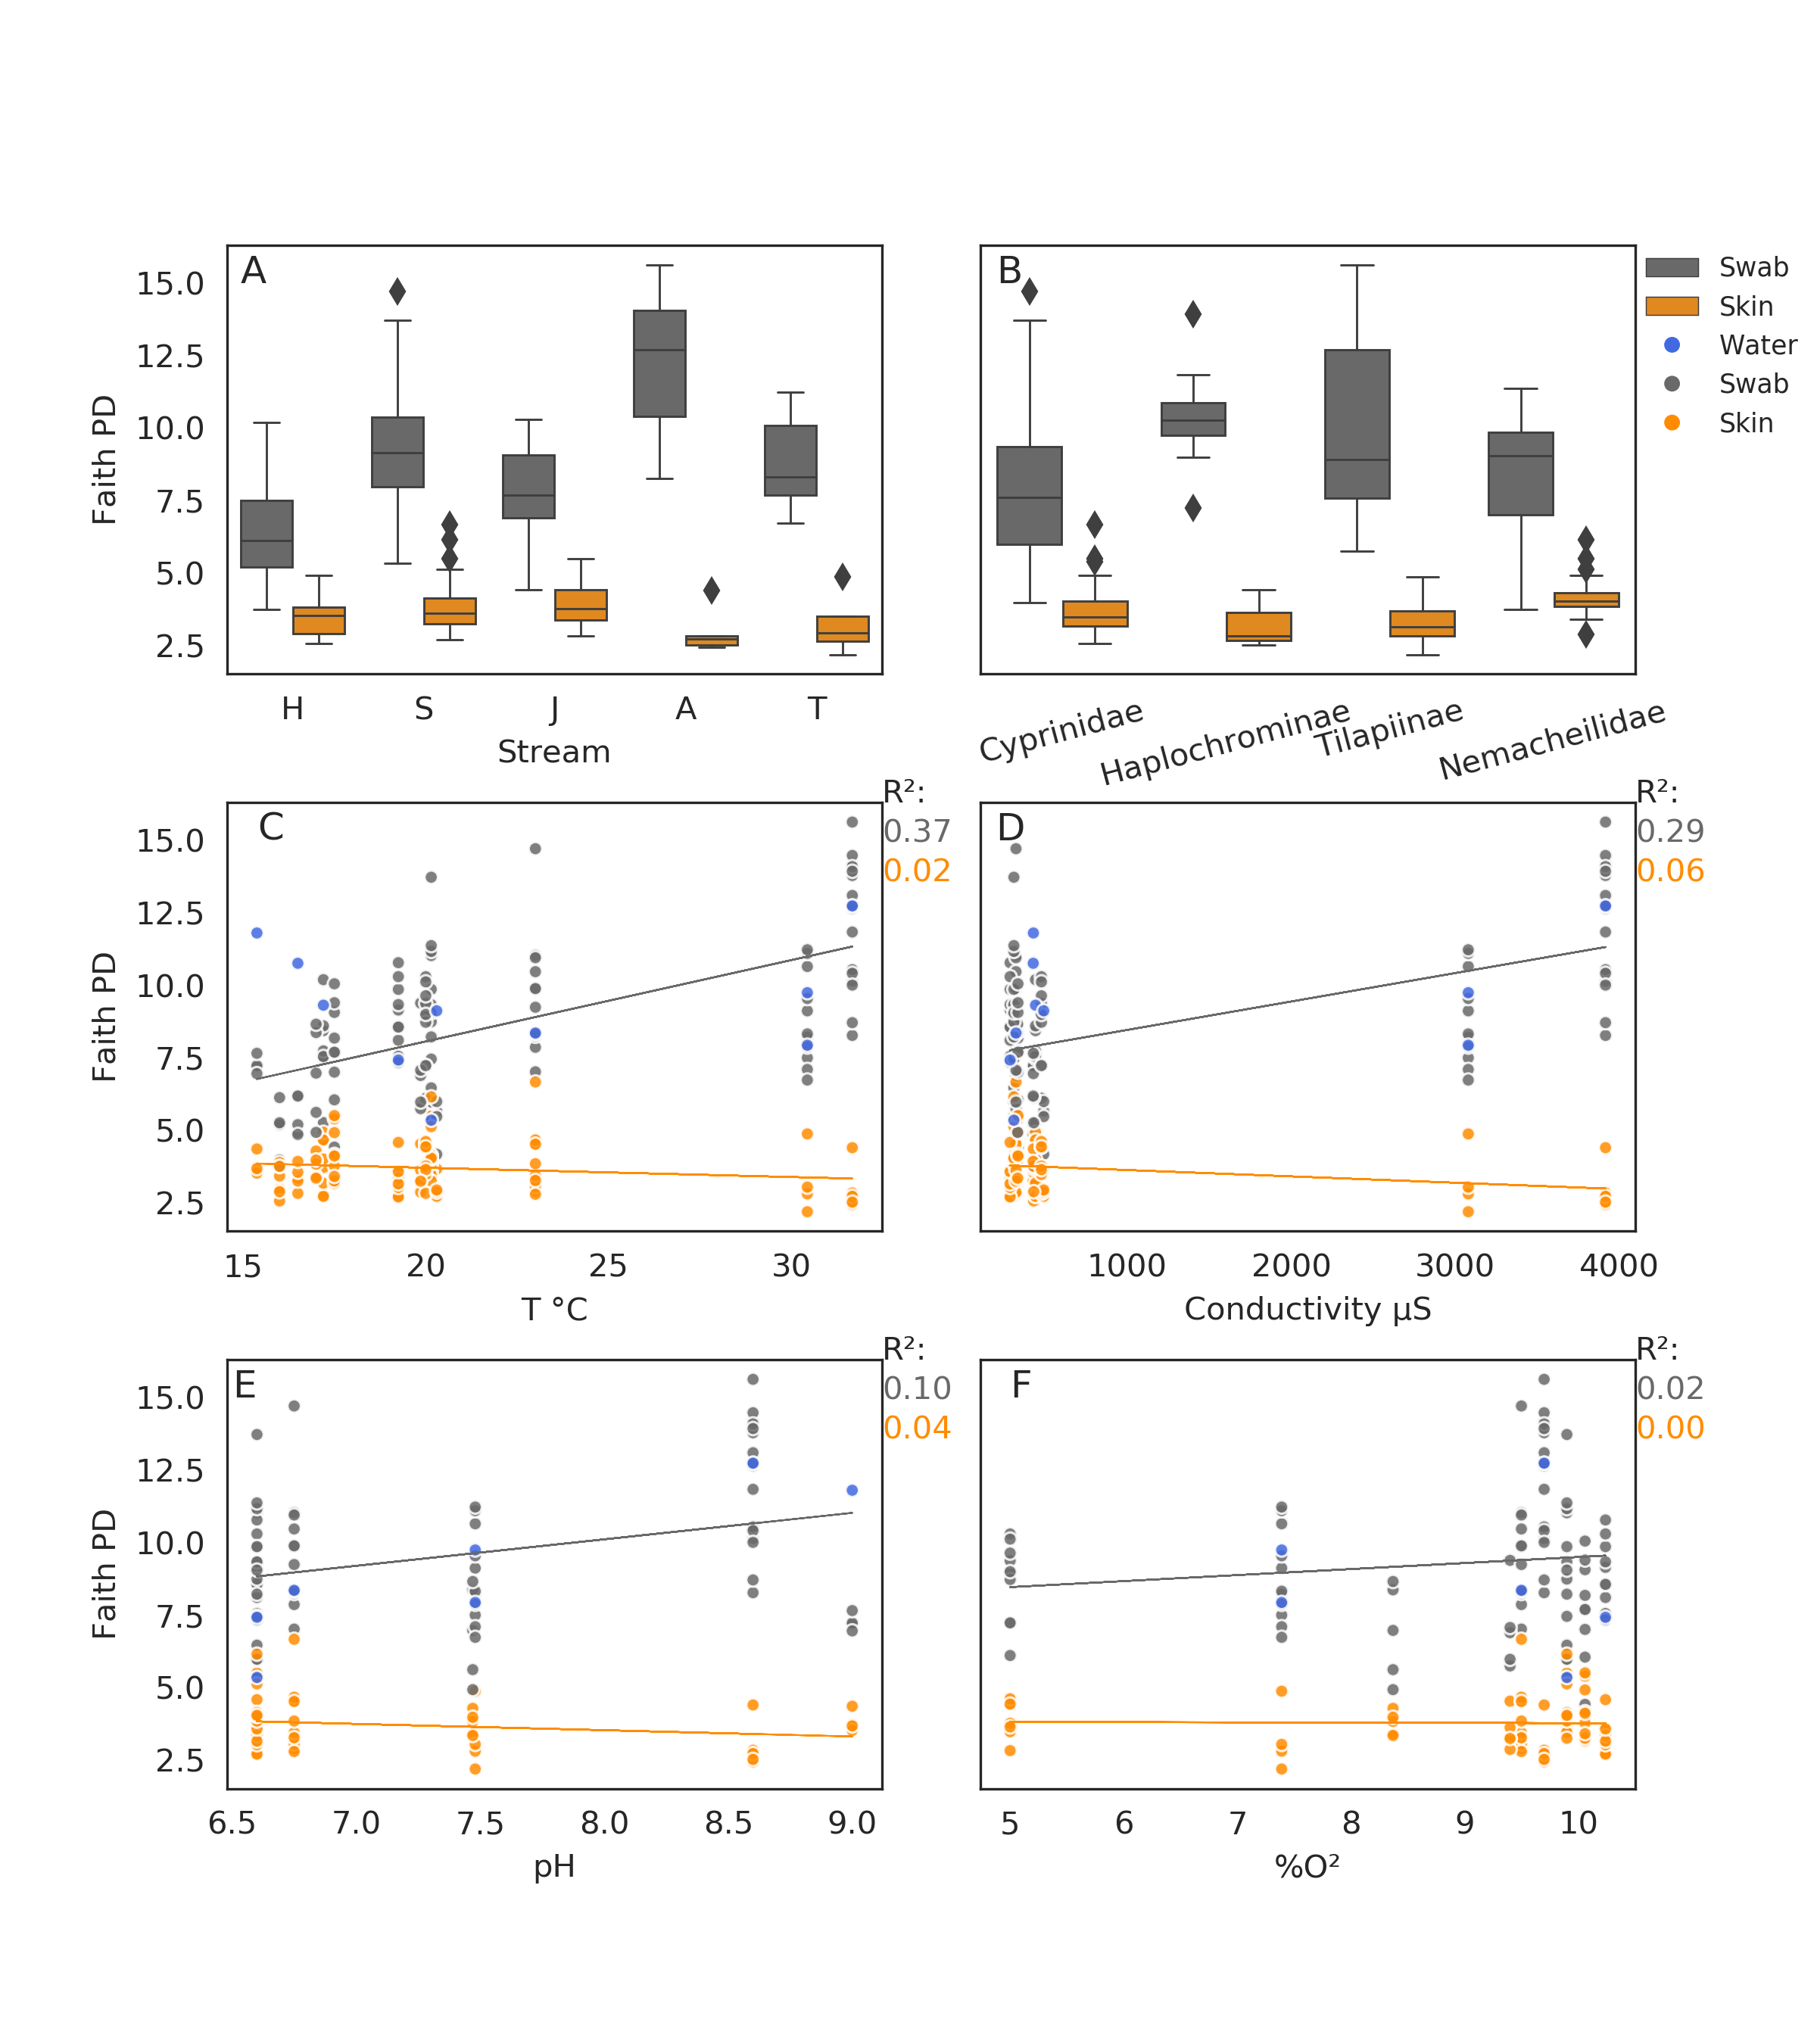 A
B
15.0
12.5
10.0
7.5
5.0
2.5
Faith PD
H S J A T
Stream
Cyprinidae Haplochrominae Tilapiinae Nemacheilidae
Swab
Skin
Water
Swab
Skin
C
R²:
0.37
0.02
15.0
12.5
10.0
7.5
5.0
2.5
Faith PD
15 20 25 30
T °C
D
R²:
0.29
0.06
1000 2000 3000 4000
Conductivity µS
E
R²:
0.10
0.04
15.0
12.5
10.0
7.5
5.0
2.5
Faith PD
6.5 7.0 7.5 8.0 8.5 9.0
pH
F
R²:
0.02
0.00
5 6 7 8 9 10
%O²